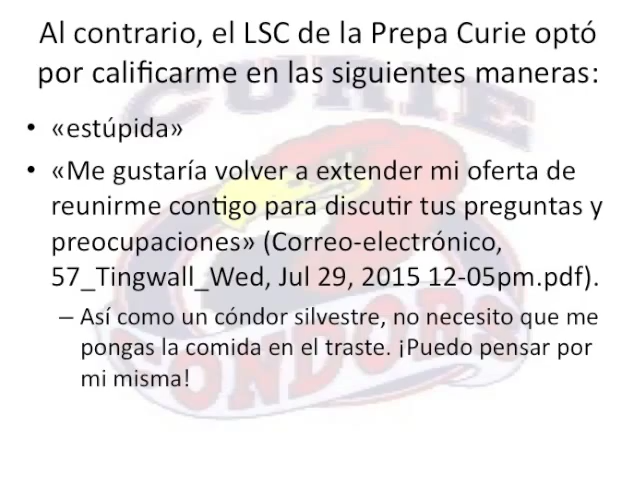 Al contrario, el LSC de la Prepa Curie optó
por calificarme en las siguientes maneras:
• «estúpida»
• «Me gustaría volver a extender mi oferta de
reunirme contigo para discutir tus preguntas y
preocupaciones» (Correo-electrónico,
57_Tingwall_Wed, Jul 29, 2015 12-05pm.pdf).
– Así como un cóndor silvestre, no necesito que me
pongas la comida en el traste. ¡Puedo pensar por
mi misma!
CURIE
CONDORS